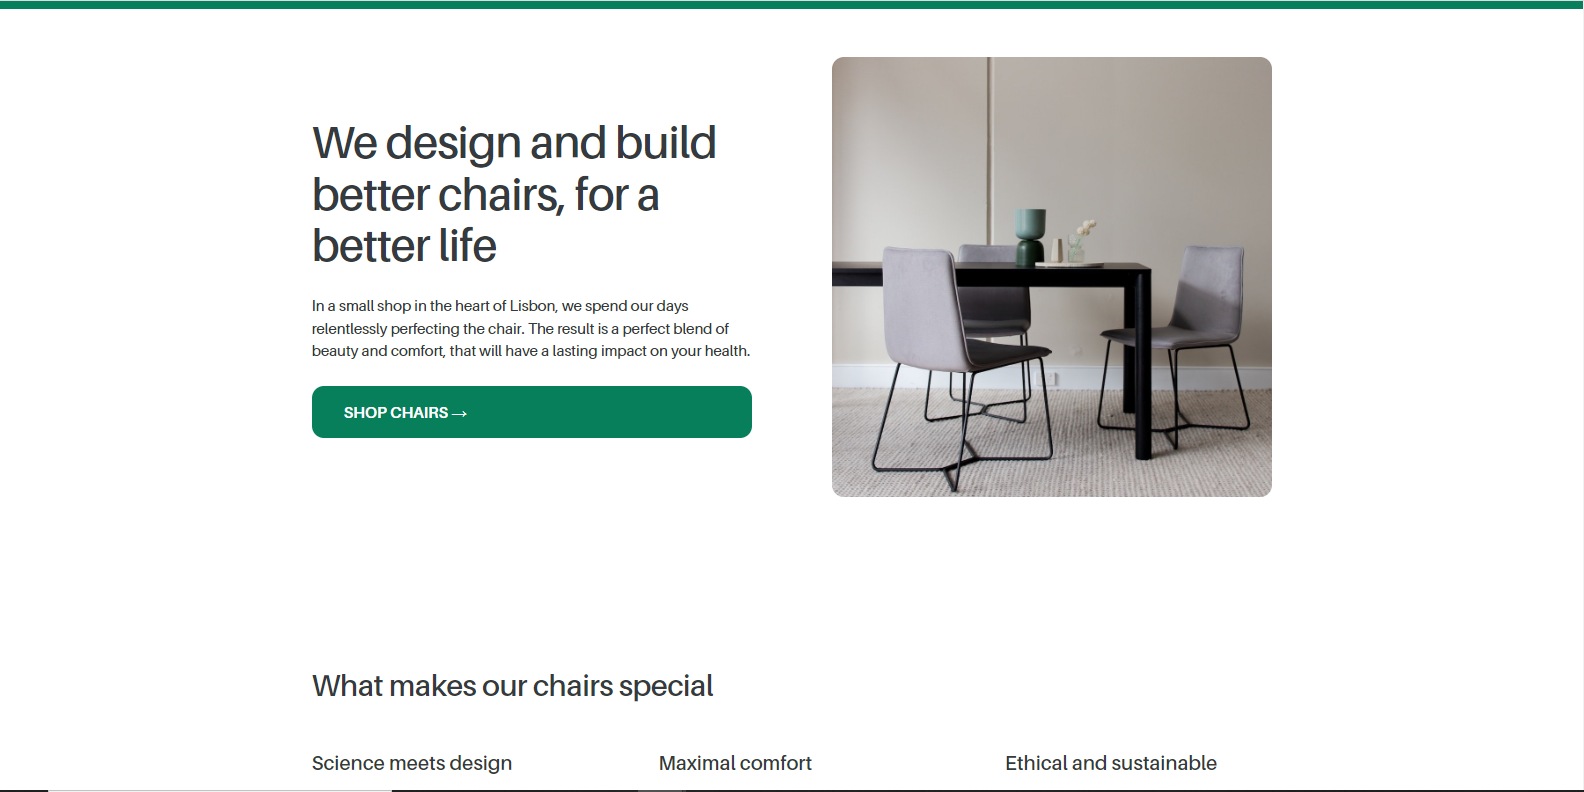 We design and build
better chairs, for a
better life
In a small shop in the heart of Lisbon, we spend our days
relentlessly perfecting the chair. The result is a perfect blend of
beauty and comfort, that will have a lasting impact on your health.
SHOP CHAIRS →
What makes our chairs special
Science meets design
Maximal comfort
Ethical and sustainable